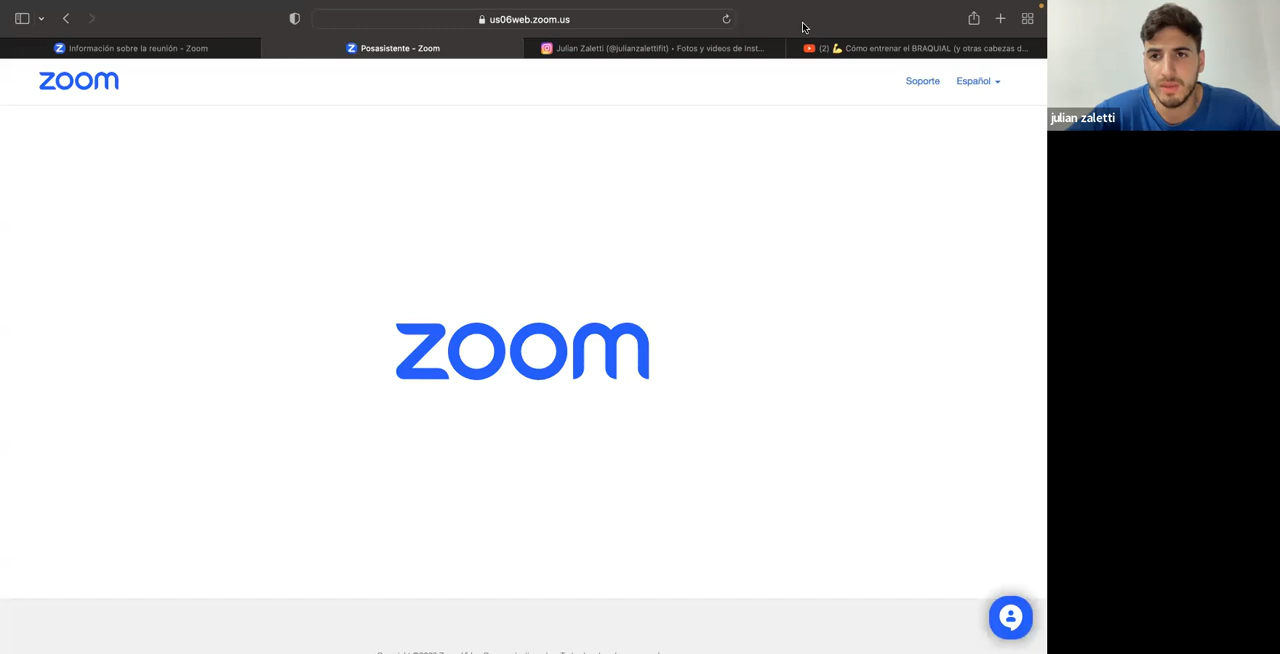 us06web.zoom.us
Información sobre la reunión - Zoom
Posasistente - Zoom
Julian Zaletti (@julianzalettifit) • Fotos y videos de Inst...
(2) 💪 Cómo entrenar el BRAQUIAL (y otras cabezas d...
zoom
Soporte
Español
julian zaletti
zoom